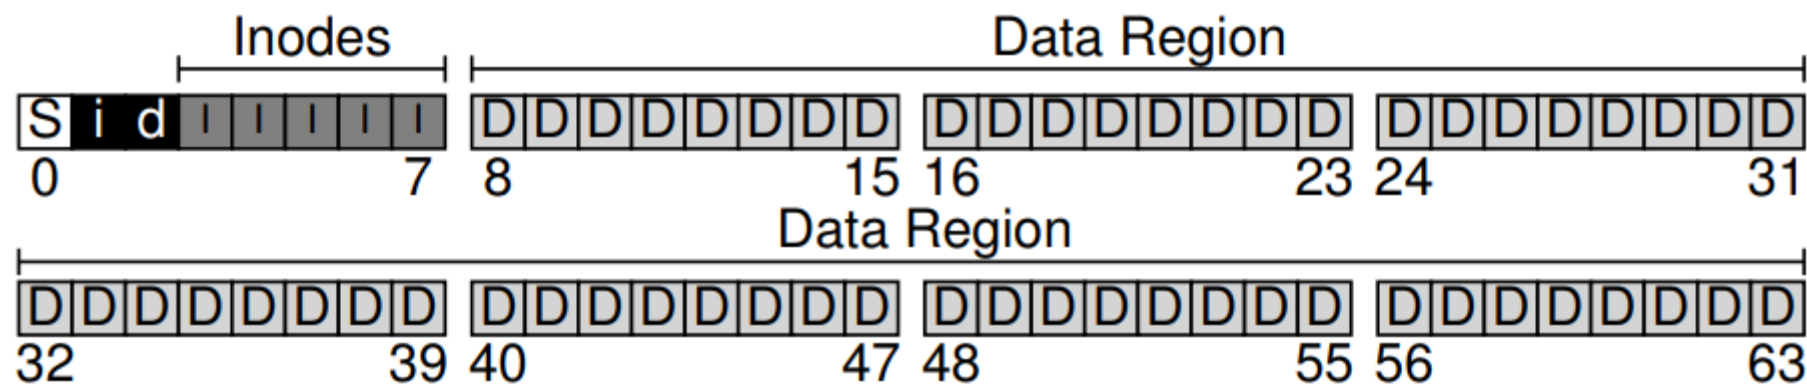 Inodes Data Region
S i d I I I I I D D D D D D D D D D D D D D D D D D D D D D D D
0 7 8 15 16 23 24 31
Data Region
D D D D D D D D D D D D D D D D D D D D D D D D D D D D D D D D
32 39 40 47 48 55 56 63